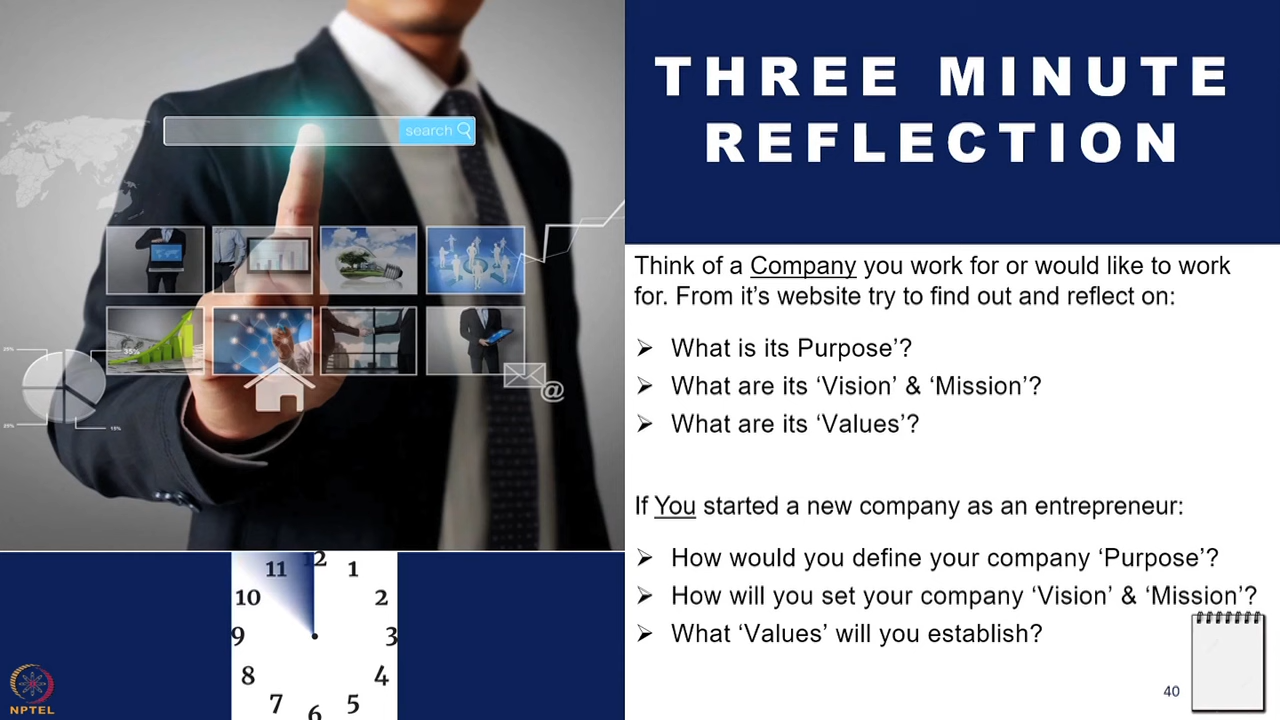 THREE MINUTE
REFLECTION
search
35%
25%
25%
15%
@
Think of a Company you work for or would like to work
for. From it's website try to find out and reflect on:
➢ What is its Purpose'?
➢ What are its 'Vision' & 'Mission'?
➢ What are its 'Values'?
If You started a new company as an entrepreneur:
➢ How would you define your company 'Purpose'?
➢ How will you set your company 'Vision' & 'Mission'?
➢ What 'Values' will you establish?
12
11
1
10
2
9
3
8
4
7
5
6
NPTEL
40